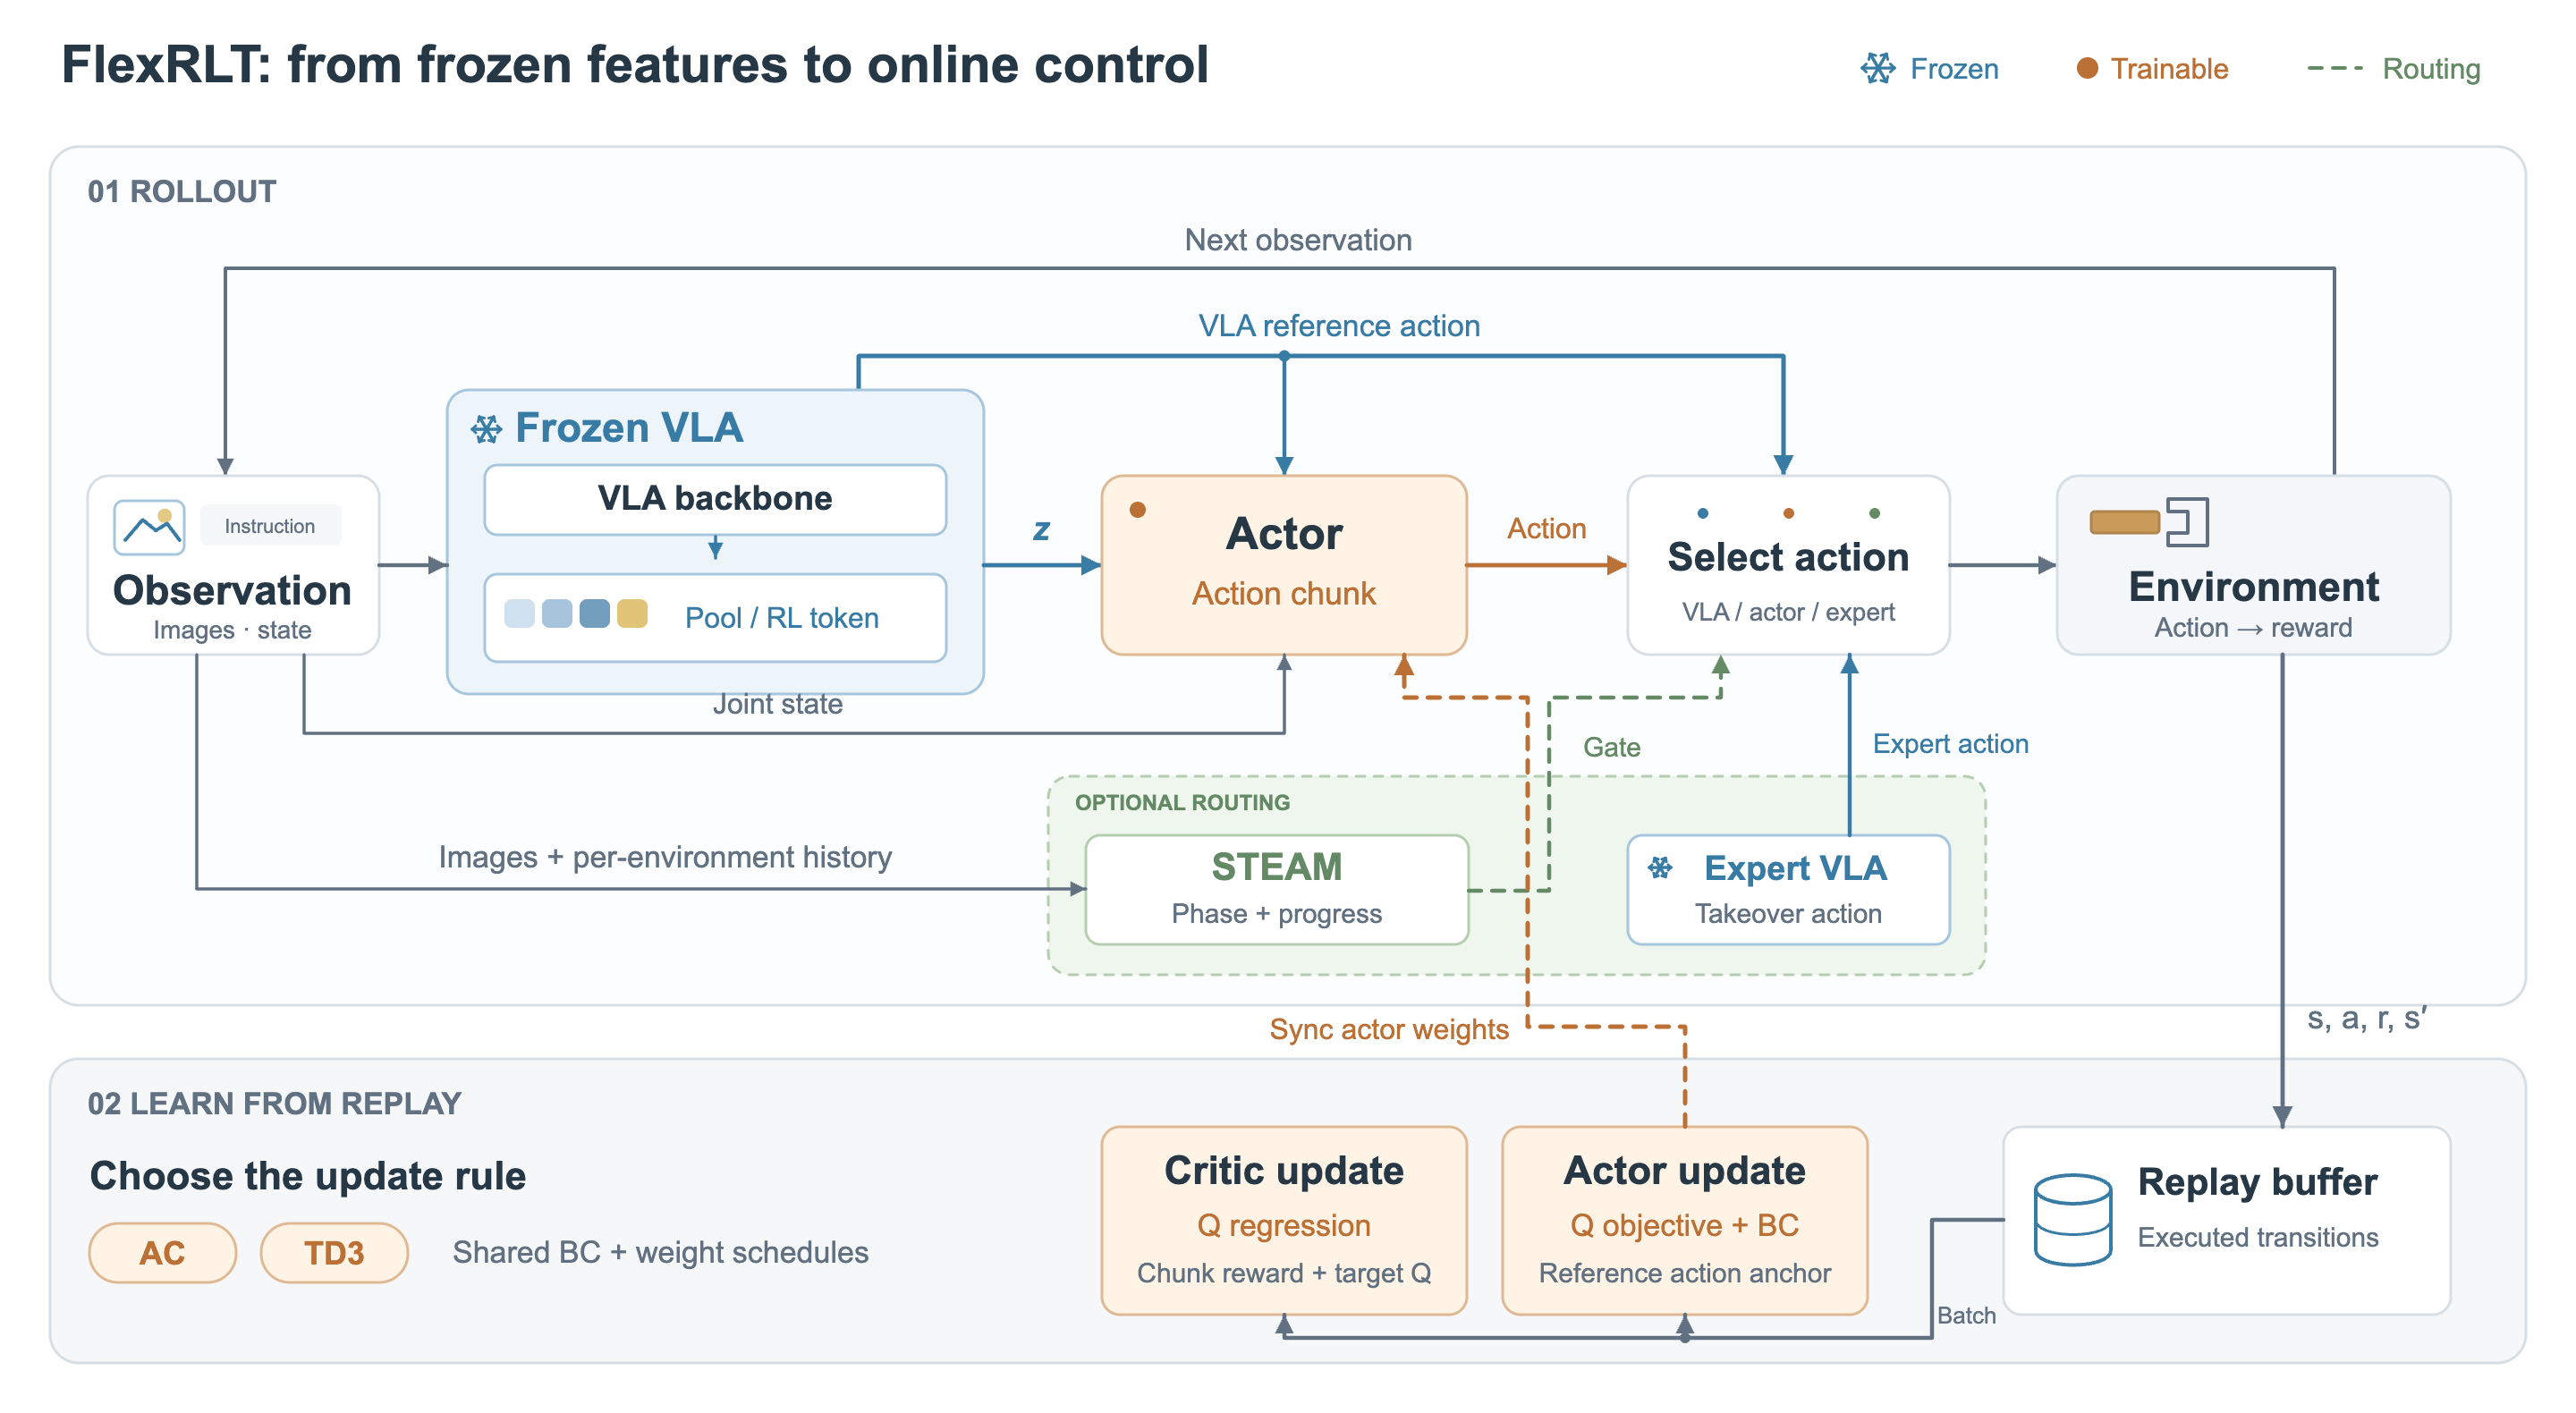 FlexRLT: from frozen features to online control
Frozen
Trainable
Routing
01 ROLLOUT
Next observation
VLA reference action
Frozen VLA
VLA backbone
Pool / RL token
Instruction
Observation
Images · state
z
Actor
Action chunk
Action
Select action
VLA / actor / expert
Environment
Action → reward
Joint state
Gate
Expert action
OPTIONAL ROUTING
Images + per-environment history
STEAM
Phase + progress
Expert VLA
Takeover action
Sync actor weights
s, a, r, s′
02 LEARN FROM REPLAY
Choose the update rule
AC
TD3
Shared BC + weight schedules
Critic update
Q regression
Chunk reward + target Q
Actor update
Q objective + BC
Reference action anchor
Batch
Replay buffer
Executed transitions